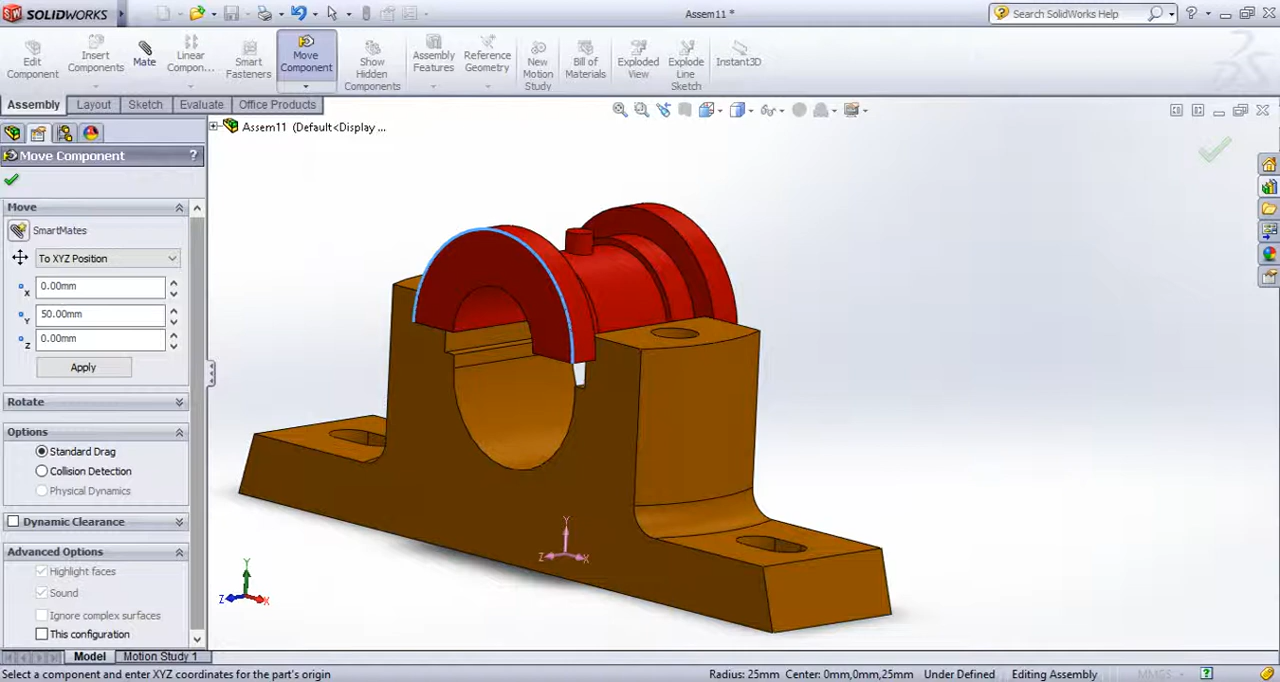 SOLIDWORKS
Assem11 *
Search SolidWorks Help
?
Edit Component
Insert Components
Mate
Linear Compon...
Smart Fasteners
Move Component
Show Hidden Components
Assembly Features
Reference Geometry
New Motion Study
Bill of Materials
Exploded View
Explode Line Sketch
Instant3D
Assembly
Layout
Sketch
Evaluate
Office Products
Assem11 (Default<Display ...
Move Component
?
Move
SmartMates
To XYZ Position
X 0.00mm
Y 50.00mm
Z 0.00mm
Apply
Rotate
Options
Standard Drag
Collision Detection
Physical Dynamics
Dynamic Clearance
Advanced Options
Highlight faces
Sound
Ignore complex surfaces
This configuration
Y
Z X
Y
Z X
Model Motion Study 1
Select a component and enter XYZ coordinates for the part's origin
Radius: 25mm Center: 0mm,0mm,25mm Under Defined Editing Assembly MMGS ?